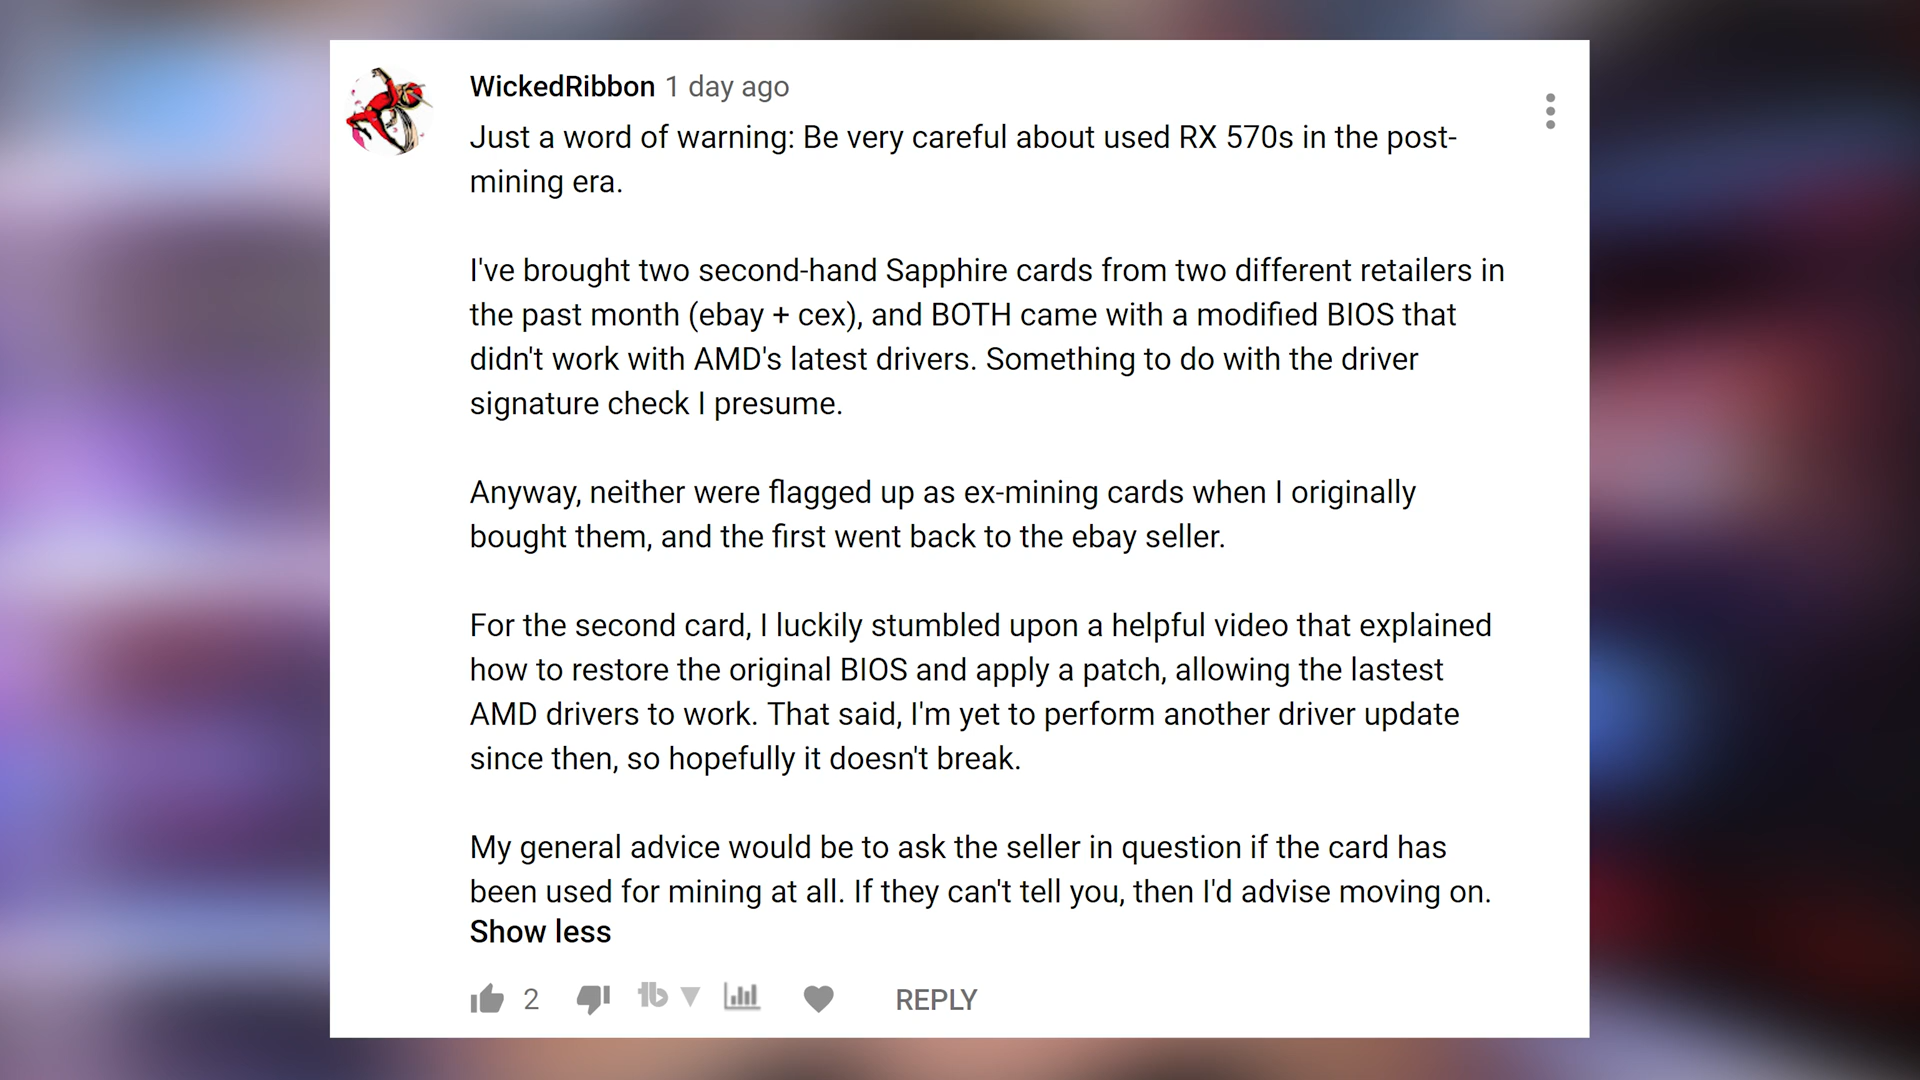 WickedRibbon 1 day ago
Just a word of warning: Be very careful about used RX 570s in the post-
mining era.
I've brought two second-hand Sapphire cards from two different retailers in
the past month (ebay + cex), and BOTH came with a modified BIOS that
didn't work with AMD's latest drivers. Something to do with the driver
signature check I presume.
Anyway, neither were flagged up as ex-mining cards when I originally
bought them, and the first went back to the ebay seller.
For the second card, I luckily stumbled upon a helpful video that explained
how to restore the original BIOS and apply a patch, allowing the lastest
AMD drivers to work. That said, I'm yet to perform another driver update
since then, so hopefully it doesn't break.
My general advice would be to ask the seller in question if the card has
been used for mining at all. If they can't tell you, then I'd advise moving on.
Show less
2 tb REPLY